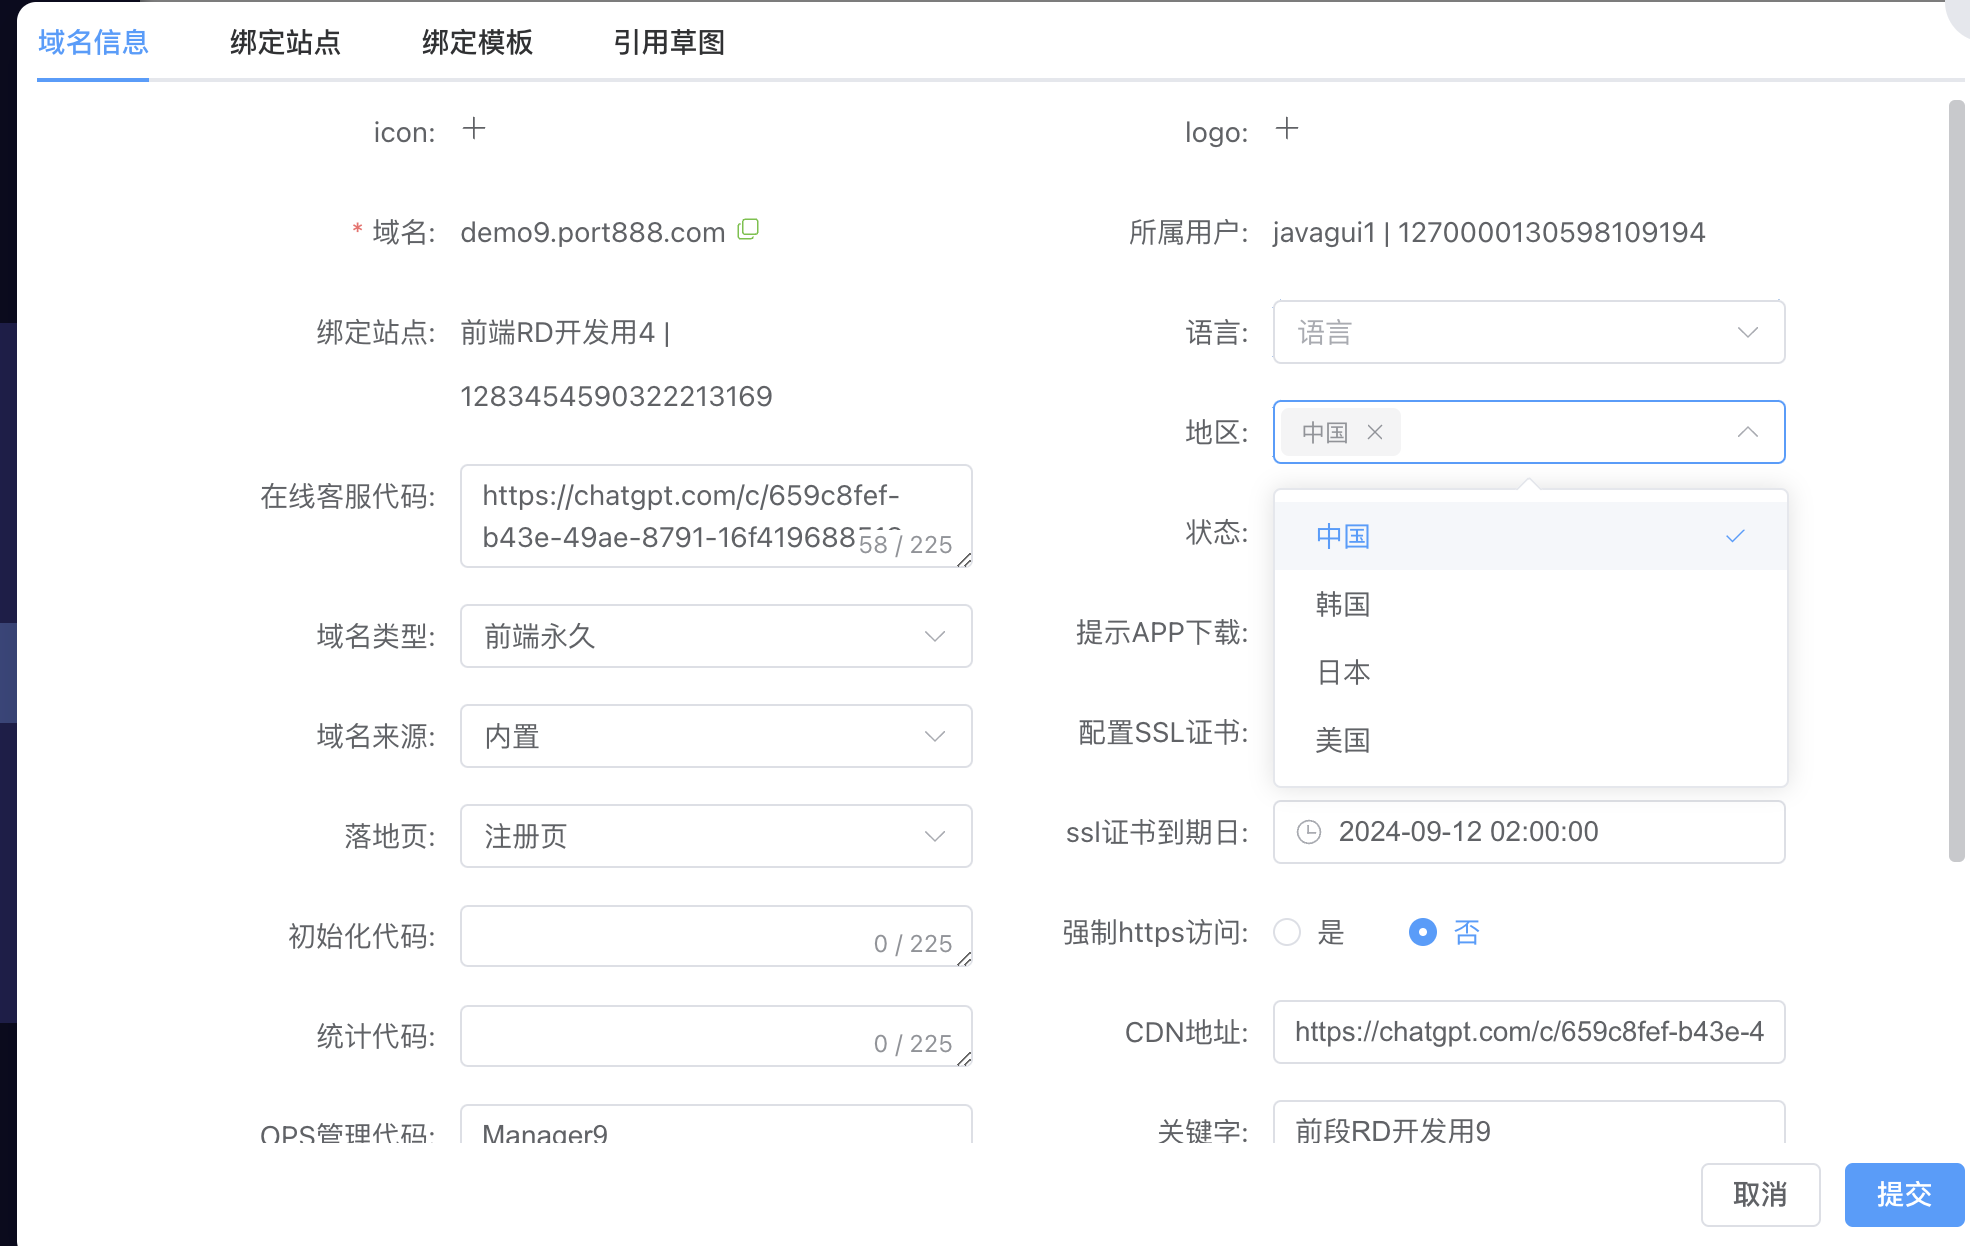 域名信息 绑定站点 绑定模板 引用草图
icon: logo:
* 域名: demo9.port888.com 所属用户: javagui1 | 1270000130598109194
绑定站点: 前端RD开发用4 | 语言: 语言
1283454590322213169
地区: 中国
在线客服代码: https://chatgpt.com/c/659c8fef-
b43e-49ae-8791-16f419688 58 / 225
状态: 中国
韩国
域名类型: 前端永久 提示APP下载:
日本
域名来源: 内置 配置SSL证书: 美国
落地页: 注册页 ssl证书到期日: 2024-09-12 02:00:00
初始化代码: 0 / 225 强制https访问: 是 否
统计代码: 0 / 225 CDN地址: https://chatgpt.com/c/659c8fef-b43e-4
OPS管理代码: Manager9 关键字: 前段RD开发用9
取消 提交